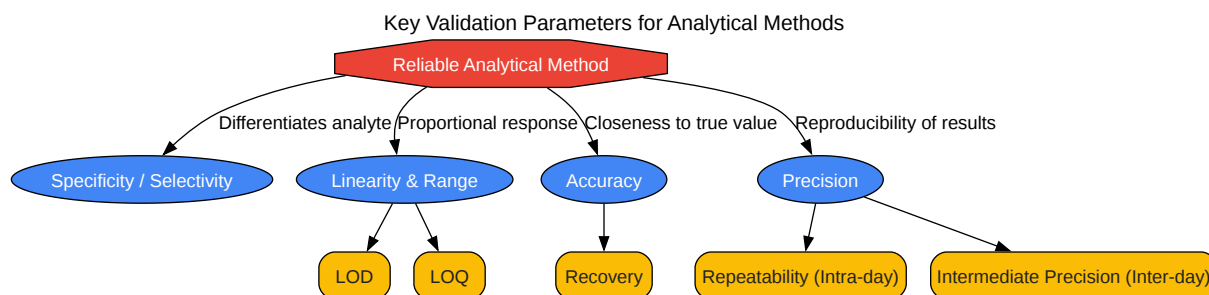 Key Validation Parameters for Analytical Methods
Reliable Analytical Method
Differentiates analyte
Proportional response
Closeness to true value
Reproducibility of results
Specificity / Selectivity
Linearity & Range
Accuracy
Precision
LOD
LOQ
Recovery
Repeatability (Intra-day)
Intermediate Precision (Inter-day)